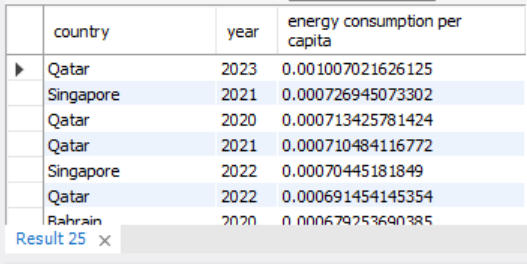 country year energy consumption per
capita
Qatar 2023 0.001007021626125
Singapore 2021 0.000726945073302
Qatar 2020 0.000713425781424
Qatar 2021 0.000710484116772
Singapore 2022 0.00070445181849
Qatar 2022 0.000691454145354
Bahrain 2020 0.000679253690385
Result 25